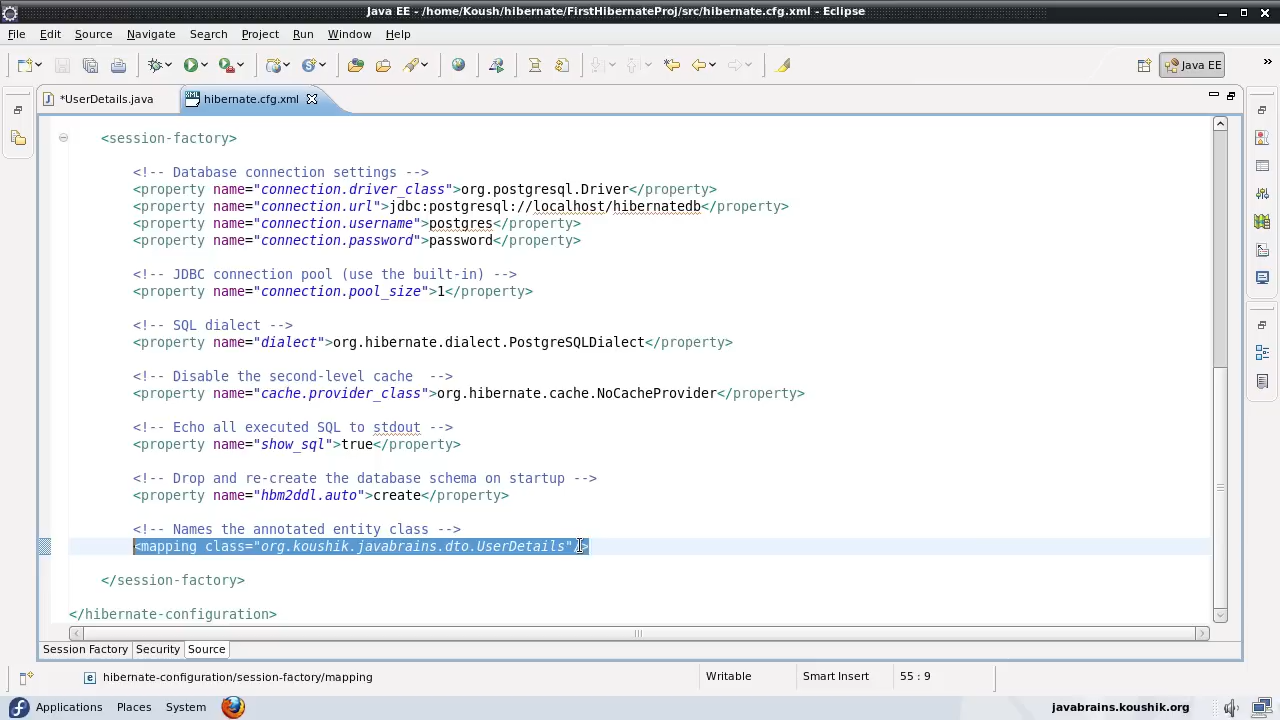 Java EE - /home/Koush/hibernate/FirstHibernateProj/src/hibernate.cfg.xml - Eclipse
File Edit Source Navigate Search Project Run Window Help
Java EE
*UserDetails.java
hibernate.cfg.xml
<session-factory>
<!-- Database connection settings -->
<property name="connection.driver_class">org.postgresql.Driver</property>
<property name="connection.url">jdbc:postgresql://localhost/hibernatedb</property>
<property name="connection.username">postgres</property>
<property name="connection.password">password</property>
<!-- JDBC connection pool (use the built-in) -->
<property name="connection.pool_size">1</property>
<!-- SQL dialect -->
<property name="dialect">org.hibernate.dialect.PostgreSQLDialect</property>
<!-- Disable the second-level cache  -->
<property name="cache.provider_class">org.hibernate.cache.NoCacheProvider</property>
<!-- Echo all executed SQL to stdout -->
<property name="show_sql">true</property>
<!-- Drop and re-create the database schema on startup -->
<property name="hbm2ddl.auto">create</property>
<!-- Names the annotated entity class -->
<mapping class="org.koushik.javabrains.dto.UserDetails"/>
</session-factory>
</hibernate-configuration>
Session Factory Security Source
hibernate-configuration/session-factory/mapping
Writable
Smart Insert
55 : 9
Applications Places System
javabrains.koushik.org